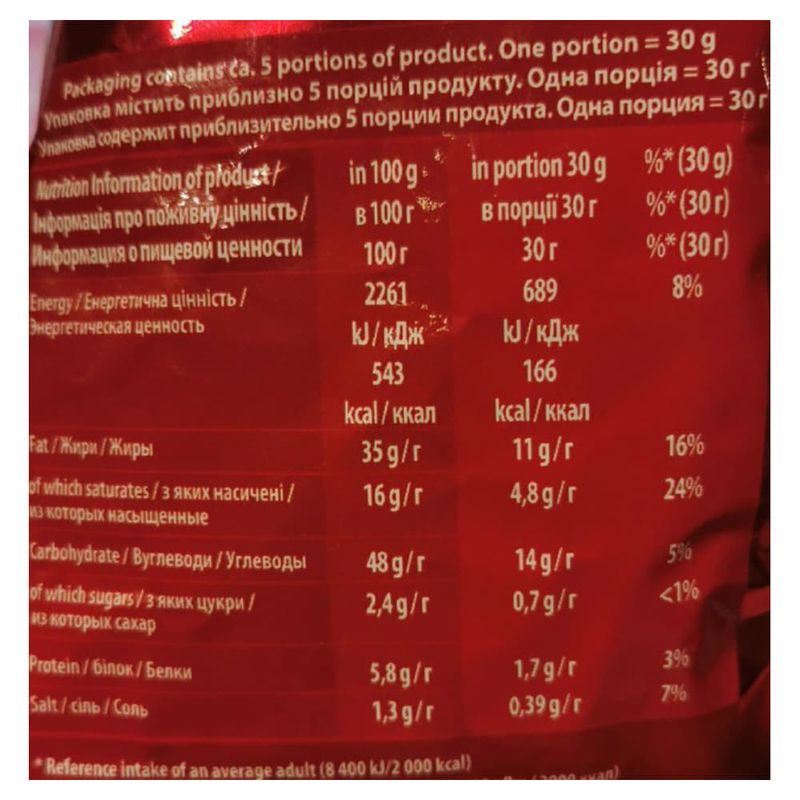 Packaging contains ca. 5 portions of product. One portion = 30 g
Упаковка містить приблизно 5 порцій продукту. Одна порція = 30 г
Упаковка содержит приблизительно 5 порции продукта. Одна порция = 30 г
Nutrition Information of product / in 100 g in portion 30 g %* (30 g)
Інформація про поживну цінність / в 100 г в порції 30 г %* (30 г)
Информация о пищевой ценности 100 г 30 г %* (30 г)
Energy / Енергетична цінність / 2261 689 8%
Энергетическая ценность kJ / кДж kJ / кДж
543 166
kcal / ккал kcal / ккал
Fat / Жири / Жиры 35 g/г 11 g/г 16%
of which saturates / з яких насичені / 16 g/г 4,8 g/г 24%
из которых насыщенные
Carbohydrate / Вуглеводи / Углеводы 48 g/г 14 g/г 5%
of which sugars / з яких цукри / 2,4 g/г 0,7 g/г <1%
из которых сахар
Protein / білок / Белки 5,8 g/г 1,7 g/г 3%
Salt / сіль / Соль 1,3 g/г 0,39 g/г 7%
* Reference intake of an average adult (8 400 kJ/2 000 kcal)